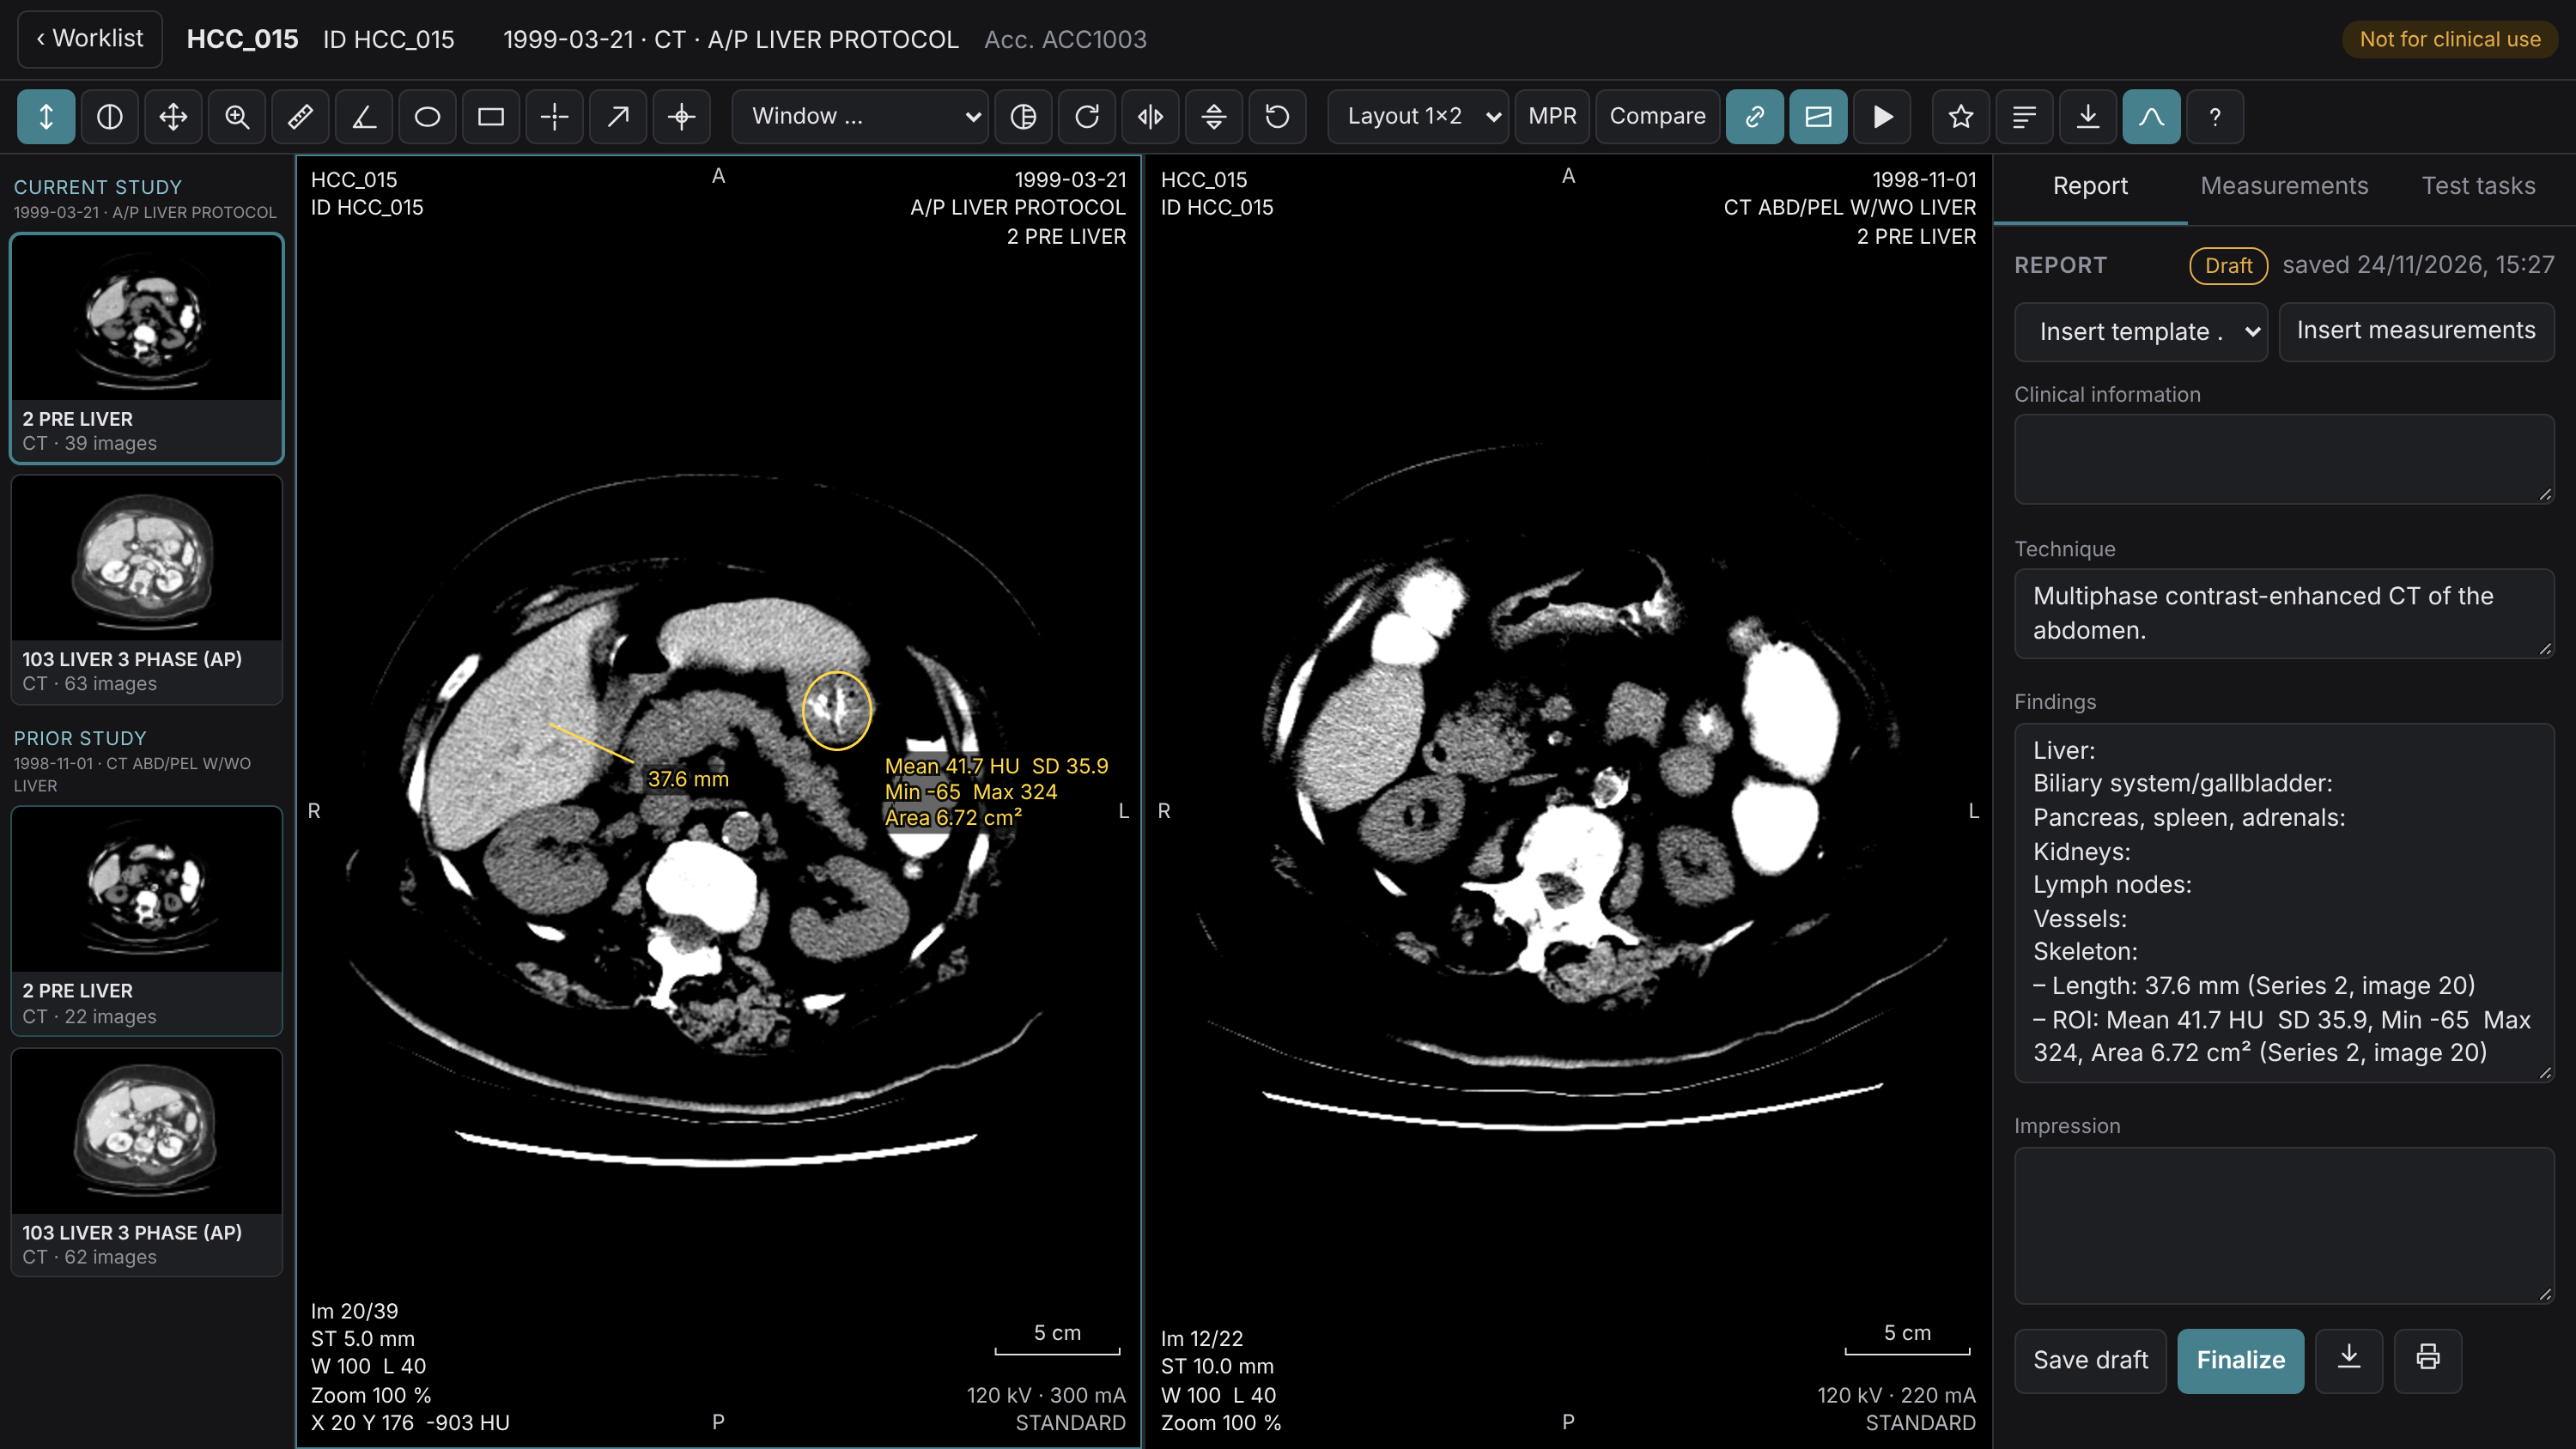 ‹ Worklist
HCC_015
ID HCC_015
1999-03-21 · CT · A/P LIVER PROTOCOL
Acc. ACC1003
Not for clinical use
Window ...
Layout 1×2
MPR
Compare
?
CURRENT STUDY
1999-03-21 · A/P LIVER PROTOCOL
2 PRE LIVER
CT · 39 images
103 LIVER 3 PHASE (AP)
CT · 63 images
PRIOR STUDY
1998-11-01 · CT ABD/PEL W/WO
LIVER
2 PRE LIVER
CT · 22 images
103 LIVER 3 PHASE (AP)
CT · 62 images
HCC_015
ID HCC_015
A
1999-03-21
A/P LIVER PROTOCOL
2 PRE LIVER
37.6 mm
Mean 41.7 HU  SD 35.9
Min -65  Max 324
Area 6.72 cm²
R
L
Im 20/39
ST 5.0 mm
W 100  L 40
Zoom 100 %
X 20 Y 176  -903 HU
P
5 cm
120 kV · 300 mA
STANDARD
HCC_015
ID HCC_015
A
1998-11-01
CT ABD/PEL W/WO LIVER
2 PRE LIVER
R
L
Im 12/22
ST 10.0 mm
W 100  L 40
Zoom 100 %
P
5 cm
120 kV · 220 mA
STANDARD
Report
Measurements
Test tasks
REPORT
Draft
saved 24/11/2026, 15:27
Insert template .
Insert measurements
Clinical information
Technique
Multiphase contrast-enhanced CT of the
abdomen.
Findings
Liver:
Biliary system/gallbladder:
Pancreas, spleen, adrenals:
Kidneys:
Lymph nodes:
Vessels:
Skeleton:
– Length: 37.6 mm (Series 2, image 20)
– ROI: Mean 41.7 HU  SD 35.9, Min -65  Max
324, Area 6.72 cm² (Series 2, image 20)
Impression
Save draft
Finalize